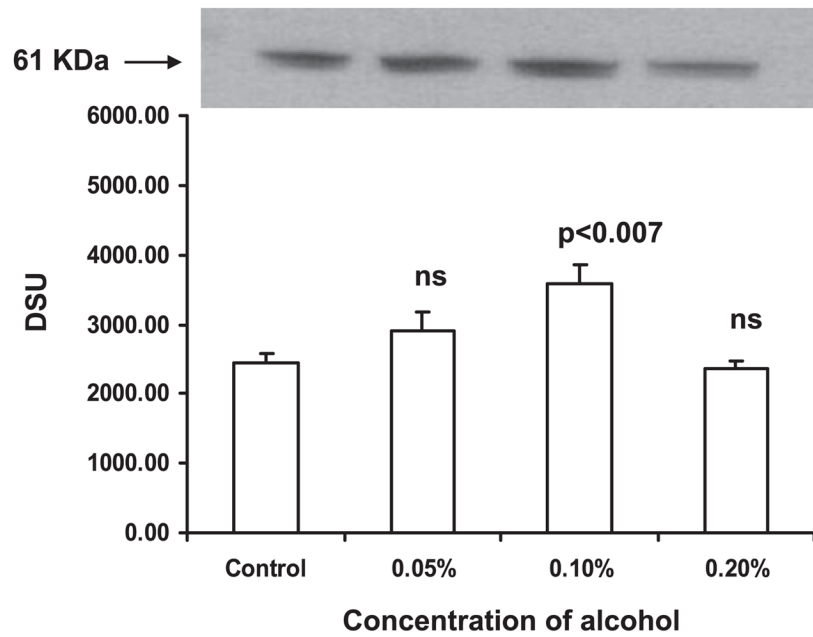 61 KDa
6000.00
5000.00
4000.00
3000.00
2000.00
1000.00
0.00
DSU
ns
p<0.007
ns
Control 0.05% 0.10% 0.20%
Concentration of alcohol